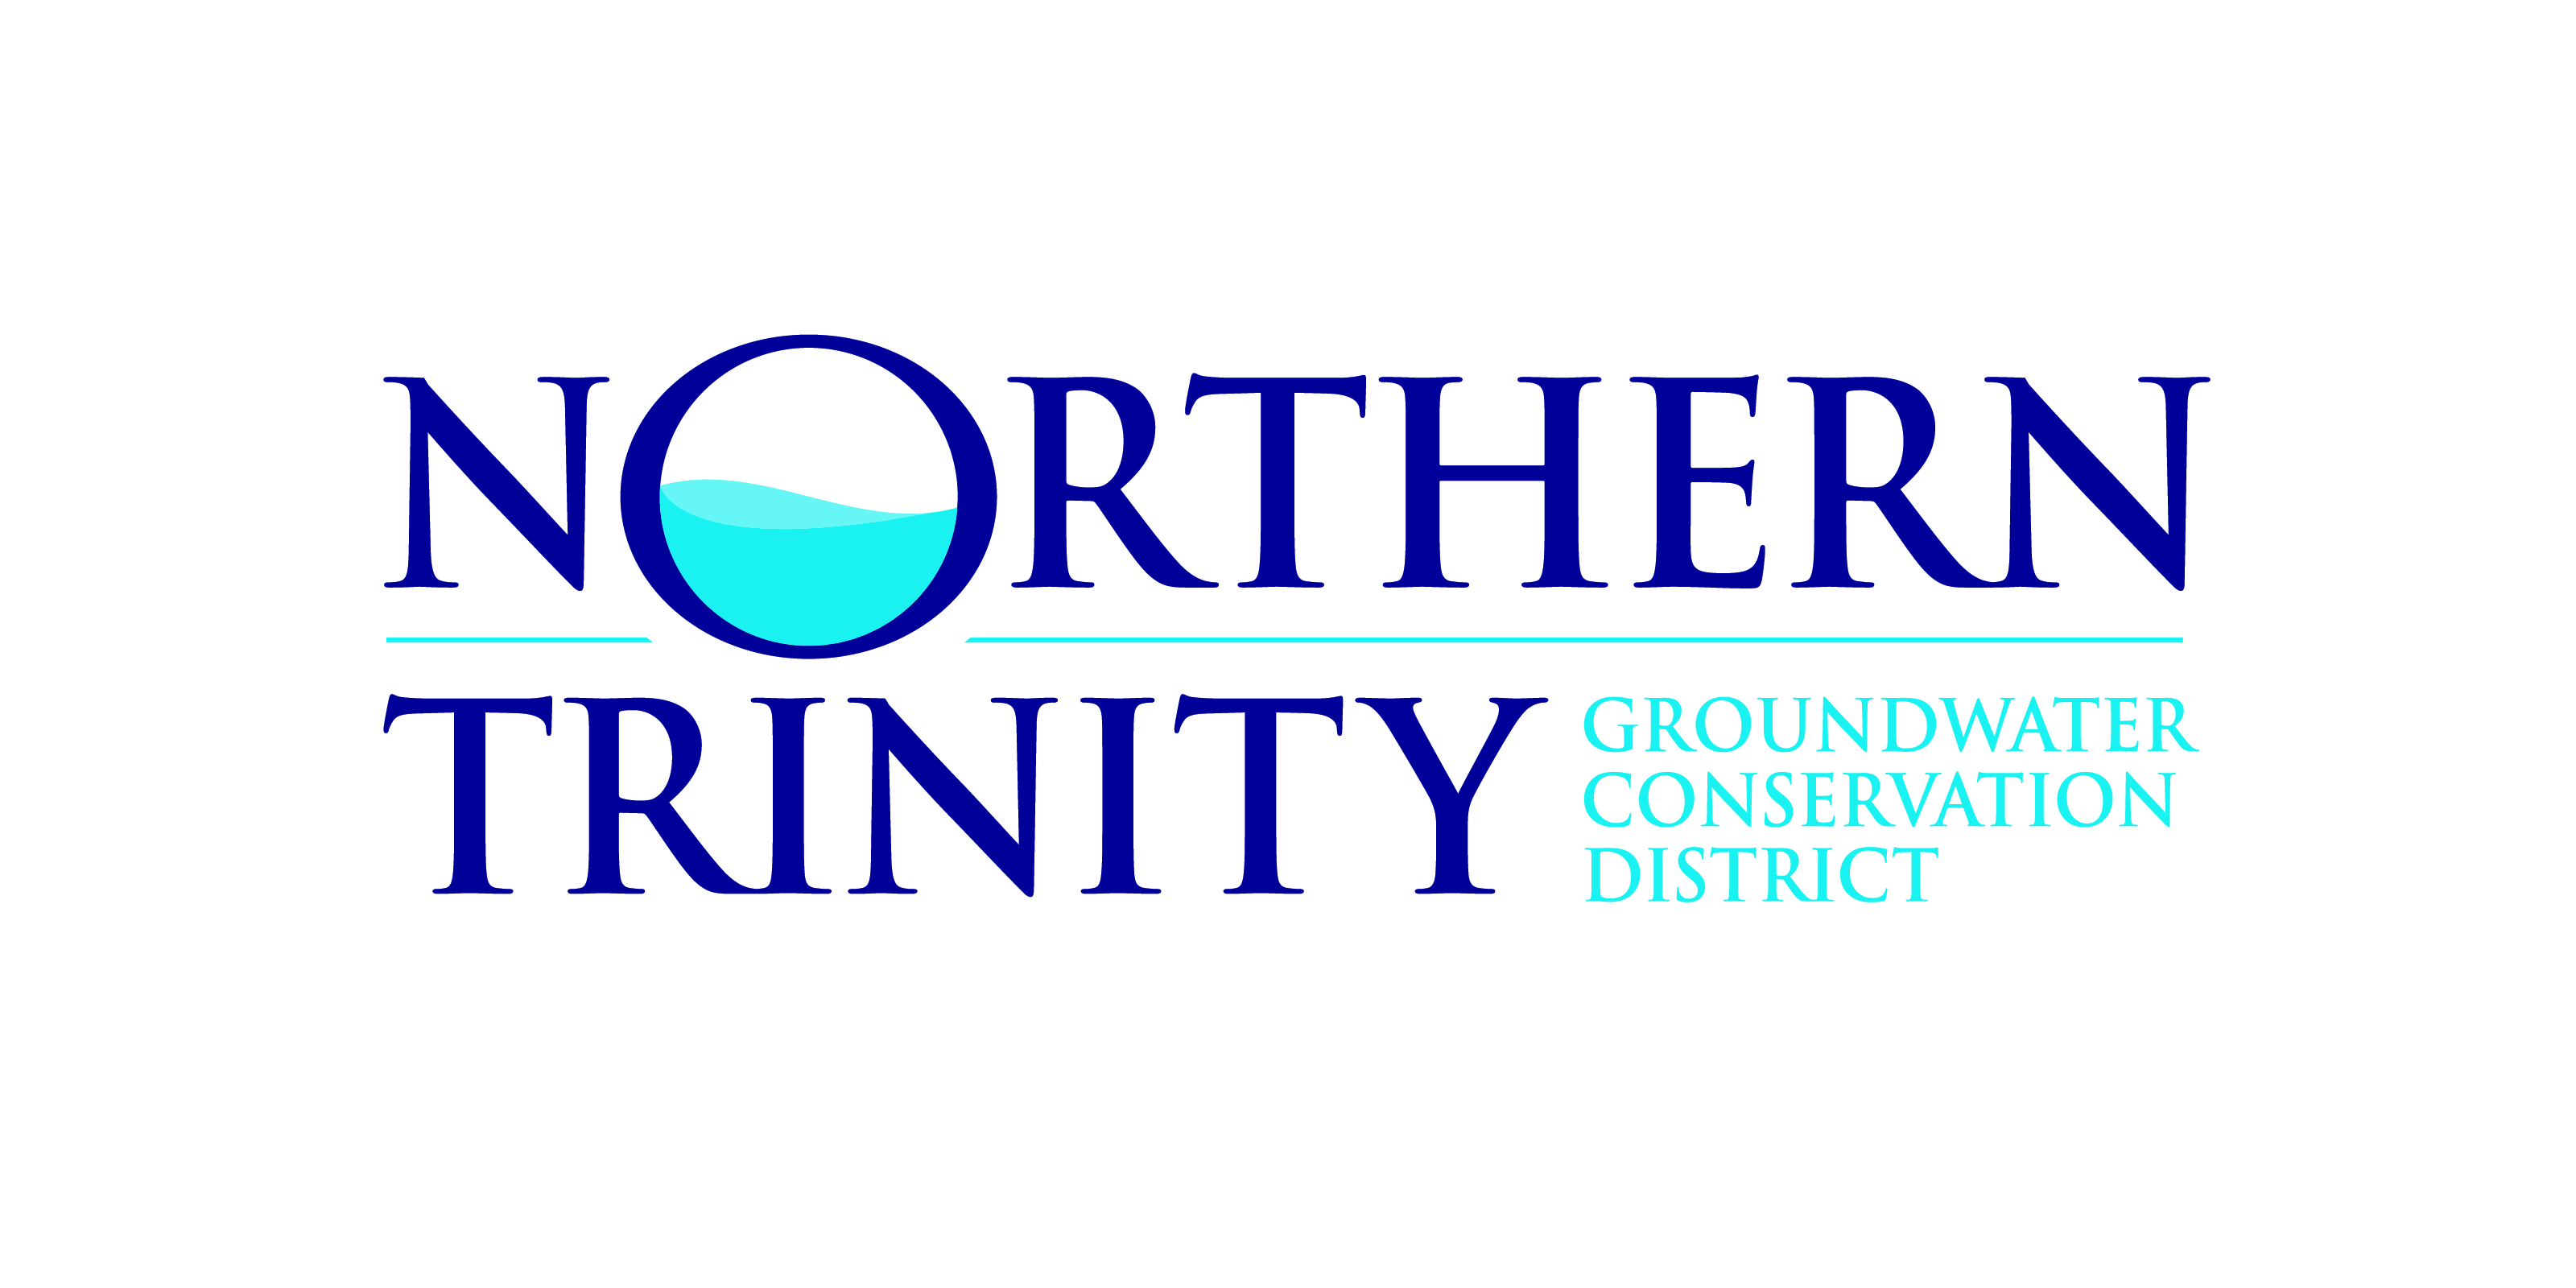 NORTHERN
TRINITY
GROUNDWATER
CONSERVATION
DISTRICT